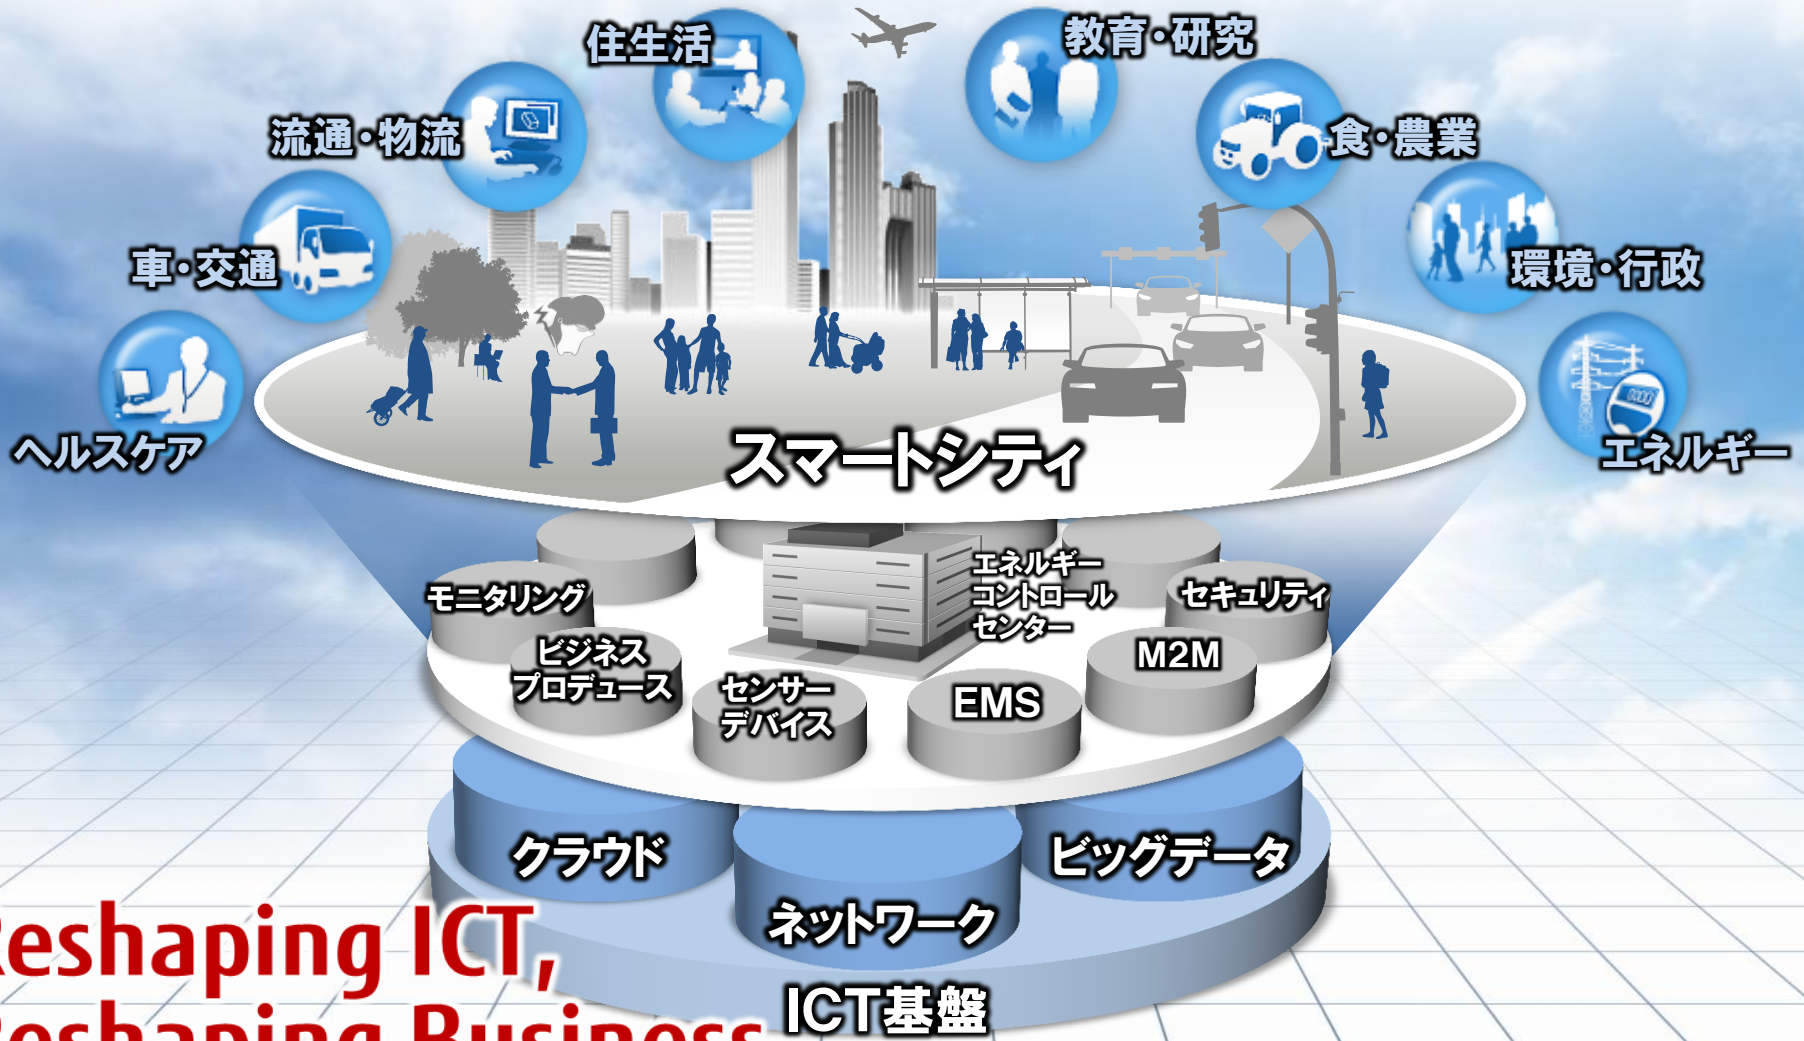 住生活
教育・研究
流通・物流
食・農業
車・交通
環境・行政
ヘルスケア
エネルギー
スマートシティ
モニタリング
エネルギー
コントロール
センター
セキュリティ
ビジネス
プロデュース
センサー
デバイス
EMS
M2M
クラウド
ネットワーク
ビッグデータ
ICT基盤
Reshaping ICT,
Reshaping Business